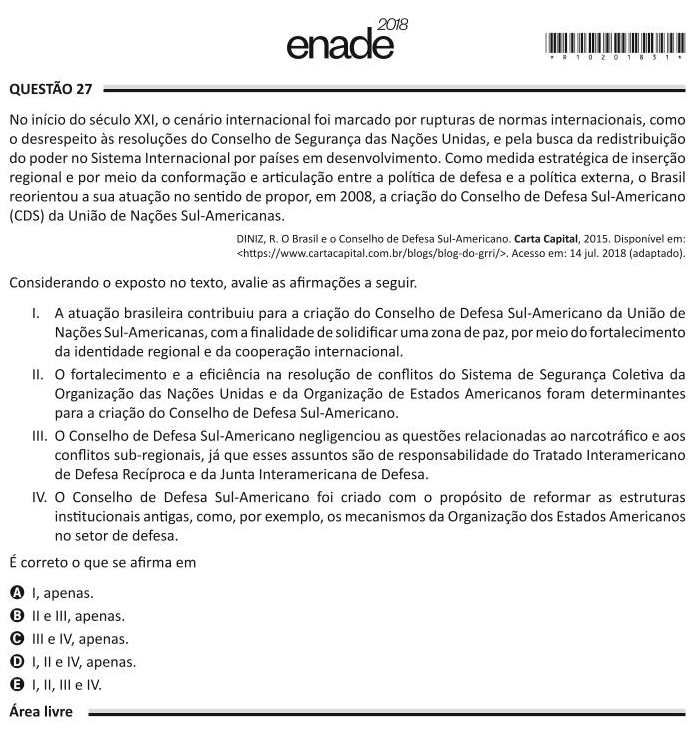 enade 2018
*R10201831*
QUESTÃO 27
No início do século XXI, o cenário internacional foi marcado por rupturas de normas internacionais, como
o desrespeito às resoluções do Conselho de Segurança das Nações Unidas, e pela busca da redistribuição
do poder no Sistema Internacional por países em desenvolvimento. Como medida estratégica de inserção
regional e por meio da conformação e articulação entre a política de defesa e a política externa, o Brasil
reorientou a sua atuação no sentido de propor, em 2008, a criação do Conselho de Defesa Sul-Americano
(CDS) da União de Nações Sul-Americanas.
DINIZ, R. O Brasil e o Conselho de Defesa Sul-Americano. Carta Capital, 2015. Disponível em:
<https://www.cartacapital.com.br/blogs/blog-do-grri/>. Acesso em: 14 jul. 2018 (adaptado).
Considerando o exposto no texto, avalie as afirmações a seguir.
I. A atuação brasileira contribuiu para a criação do Conselho de Defesa Sul-Americano da União de
Nações Sul-Americanas, com a finalidade de solidificar uma zona de paz, por meio do fortalecimento
da identidade regional e da cooperação internacional.
II. O fortalecimento e a eficiência na resolução de conflitos do Sistema de Segurança Coletiva da
Organização das Nações Unidas e da Organização de Estados Americanos foram determinantes
para a criação do Conselho de Defesa Sul-Americano.
III. O Conselho de Defesa Sul-Americano negligenciou as questões relacionadas ao narcotráfico e aos
conflitos sub-regionais, já que esses assuntos são de responsabilidade do Tratado Interamericano
de Defesa Recíproca e da Junta Interamericana de Defesa.
IV. O Conselho de Defesa Sul-Americano foi criado com o propósito de reformar as estruturas
institucionais antigas, como, por exemplo, os mecanismos da Organização dos Estados Americanos
no setor de defesa.
É correto o que se afirma em
A I, apenas.
B II e III, apenas.
C III e IV, apenas.
D I, II e IV, apenas.
E I, II, III e IV.
Área livre